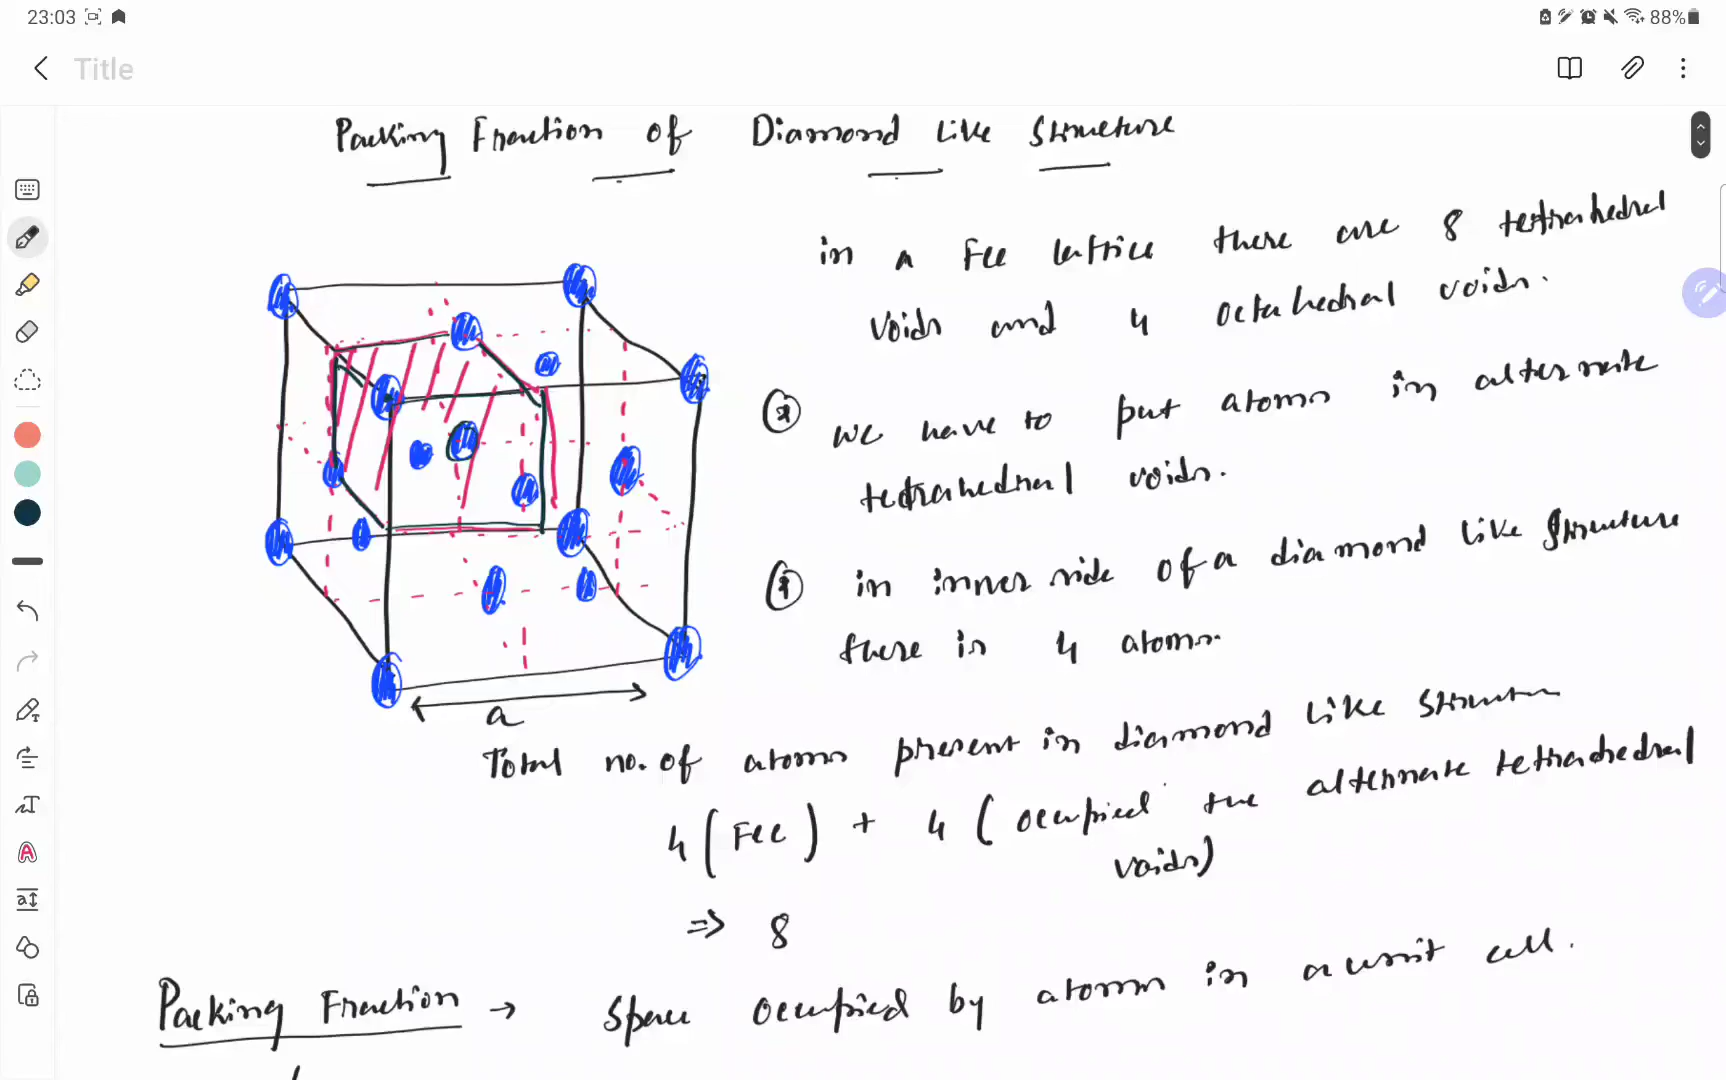 23:03
88%
Title
Packing Fraction of Diamond Like Structure
in a Fcc lattice there are 8 tetrahedral
voids and 4 octahedral voids.
we have to put atoms in alternate
tetrahedral voids.
in inner side of a diamond like structure
there is 4 atoms.
a
Total no. of atoms present in diamond like structure
4 (Fcc) + 4 (occupied the alternate tetrahedral
voids)
⇒ 8
Packing Fraction → space occupied by atoms in a unit cell.